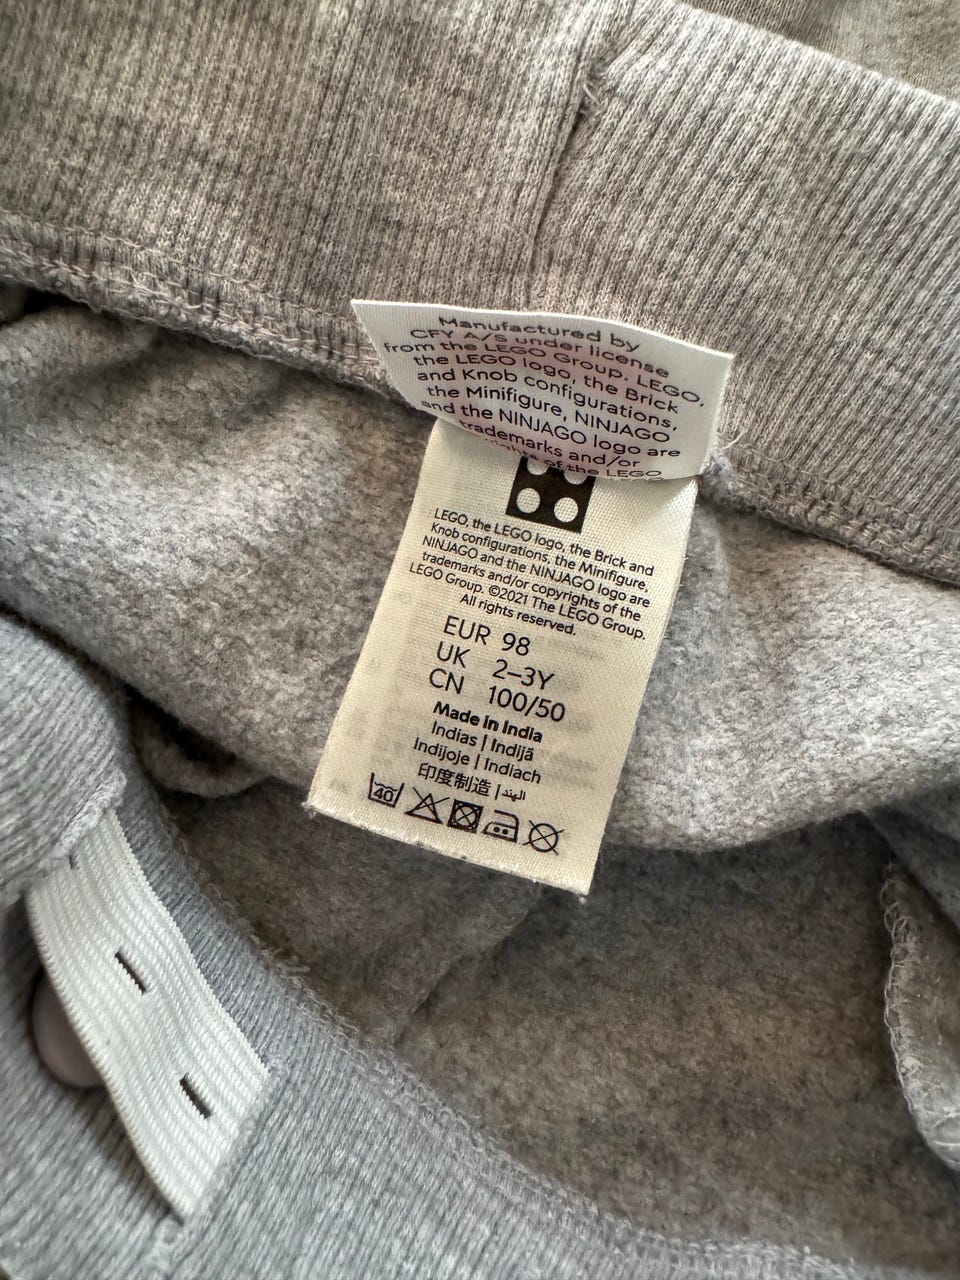 Manufactured by
CFY A/S under license
from the LEGO Group. LEGO,
the LEGO logo, the Brick
and Knob configurations,
the Minifigure, NINJAGO
and the NINJAGO logo are
trademarks and/or
of the LEGO
LEGO, the LEGO logo, the Brick and
Knob configurations, the Minifigure,
NINJAGO and the NINJAGO logo are
trademarks and/or copyrights of the
LEGO Group. ©2021 The LEGO Group.
All rights reserved.
EUR 98
UK 2–3Y
CN 100/50
Made in India
Indias | Indijā
Indijoje | Indiach
印度制造 | الهند
40